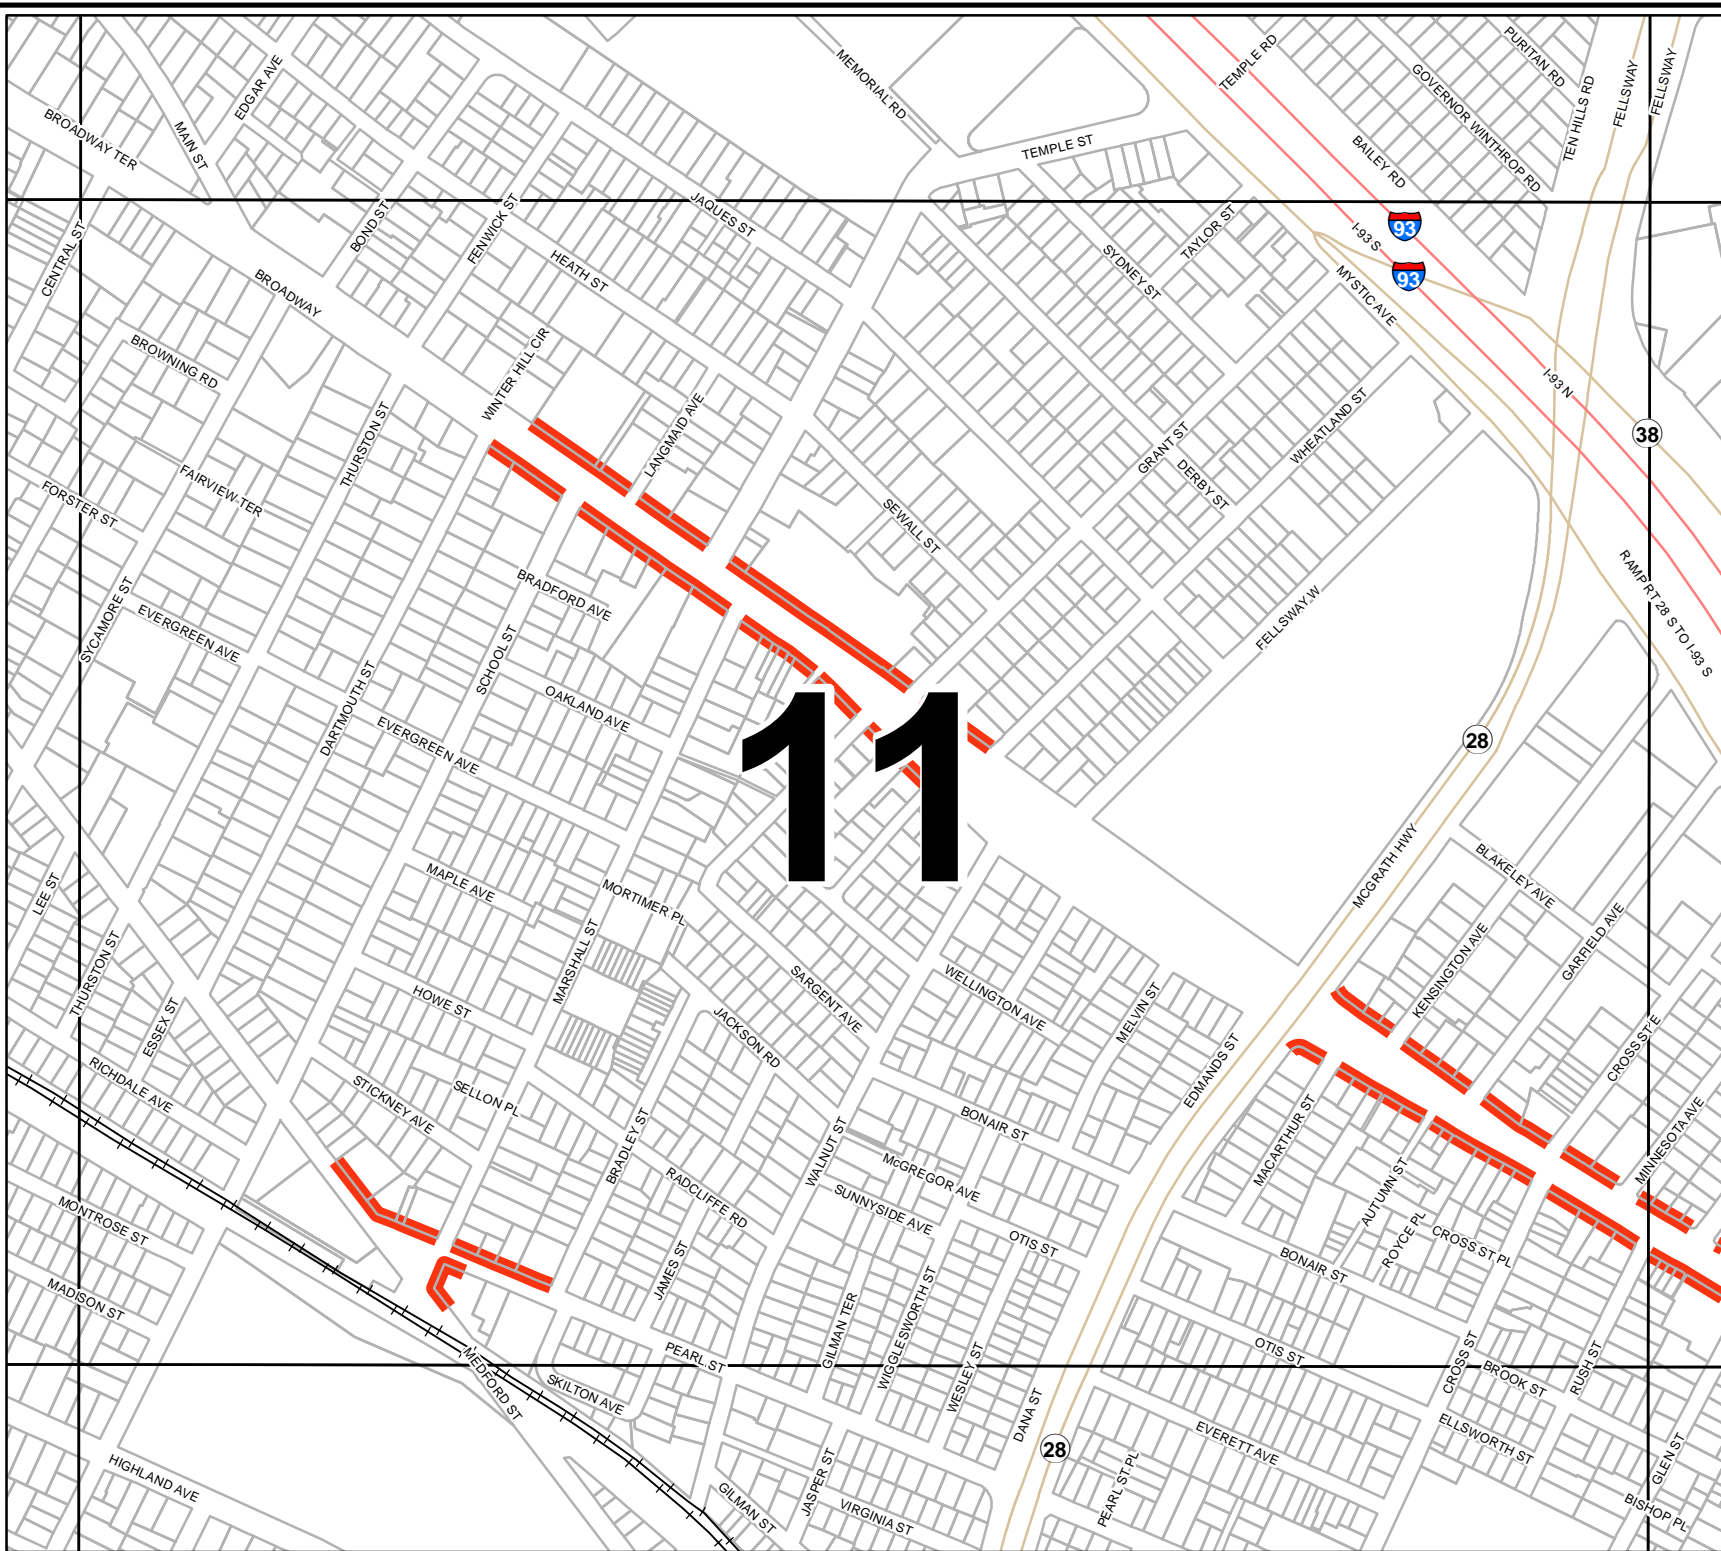 MEMORIAL RD
TEMPLE RD
PURITAN RD
GOVERNOR WINTHROP RD
TEN HILLS RD
FELLSWAY
FELLSWAY
EDGAR AVE
MAIN ST
BROADWAY TER
TEMPLE ST
BAILEY RD
CENTRAL ST
BOND ST
FENWICK ST
JAQUES ST
TAYLOR ST
SYDNEY ST
I-93 S
93
93
HEATH ST
BROADWAY
MYSTIC AVE
BROWNING RD
WINTER HILL CIR
I-93 N
38
THURSTON ST
LANGMAID AVE
GRANT ST
WHEATLAND ST
DERBY ST
FAIRVIEW TER
FORSTER ST
SEWALL ST
BRADFORD AVE
RAMP RT 28 S TO I-93 S
SYCAMORE ST
EVERGREEN AVE
FELLSWAY W
SCHOOL ST
DARTMOUTH ST
OAKLAND AVE
EVERGREEN AVE
11
28
MCGRATH HWY
BLAKELEY AVE
LEE ST
MAPLE AVE
MORTIMER PL
GARFIELD AVE
KENSINGTON AVE
THURSTON ST
MARSHALL ST
ESSEX ST
HOWE ST
SARGENT AVE
WELLINGTON AVE
MELVIN ST
JACKSON RD
CROSS ST E
EDMANDS ST
RICHDALE AVE
STICKNEY AVE
SELLON PL
BONAIR ST
MACARTHUR ST
MINNESOTA AVE
BRADLEY ST
WALNUT ST
McGREGOR AVE
RADCLIFFE RD
SUNNYSIDE AVE
AUTUMN ST
ROYCE PL
CROSS ST PL
MONTROSE ST
OTIS ST
BONAIR ST
MADISON ST
JAMES ST
GILMAN TER
WIGGLESWORTH ST
WESLEY ST
PEARL ST
OTIS ST
CROSS ST
BROOK ST
RUSH ST
MEDFORD ST
SKILTON AVE
DANA ST
28
EVERETT AVE
ELLSWORTH ST
GLEN ST
HIGHLAND AVE
JASPER ST
GILMAN ST
VIRGINIA ST
PEARL ST PL
BISHOP PL